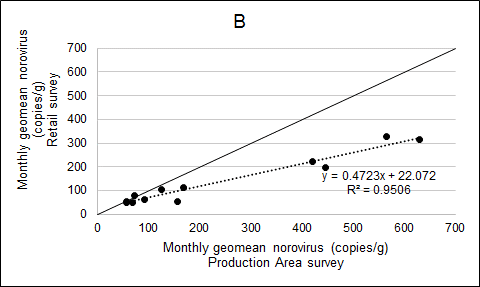 B
Monthly geomean norovirus
(copies/g)
Retail survey
700
600
500
400
300
200
100
0
y = 0.4723x + 22.072
R² = 0.9506
0 100 200 300 400 500 600 700
Monthly geomean norovirus (copies/g)
Production Area survey